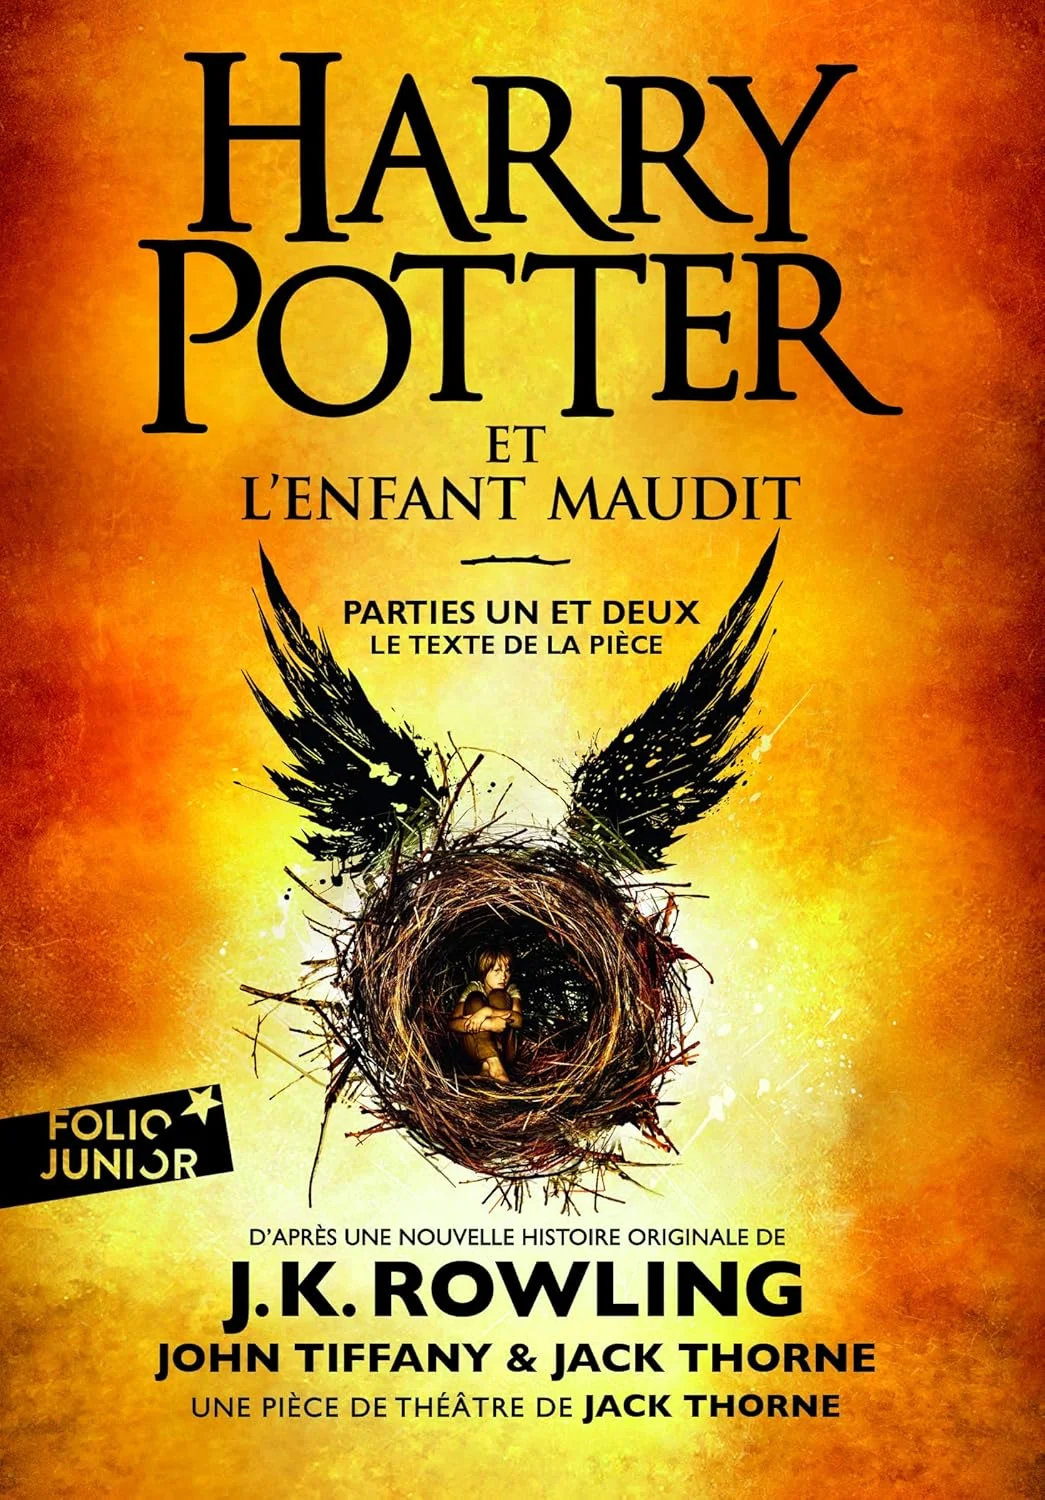 HARRY
POTTER
ET
L'ENFANT MAUDIT
PARTIES UN ET DEUX
LE TEXTE DE LA PIÈCE
FOLIO
JUNIOR
D'APRÈS UNE NOUVELLE HISTOIRE ORIGINALE DE
J.K. ROWLING
JOHN TIFFANY & JACK THORNE
UNE PIÈCE DE THÉÂTRE DE JACK THORNE